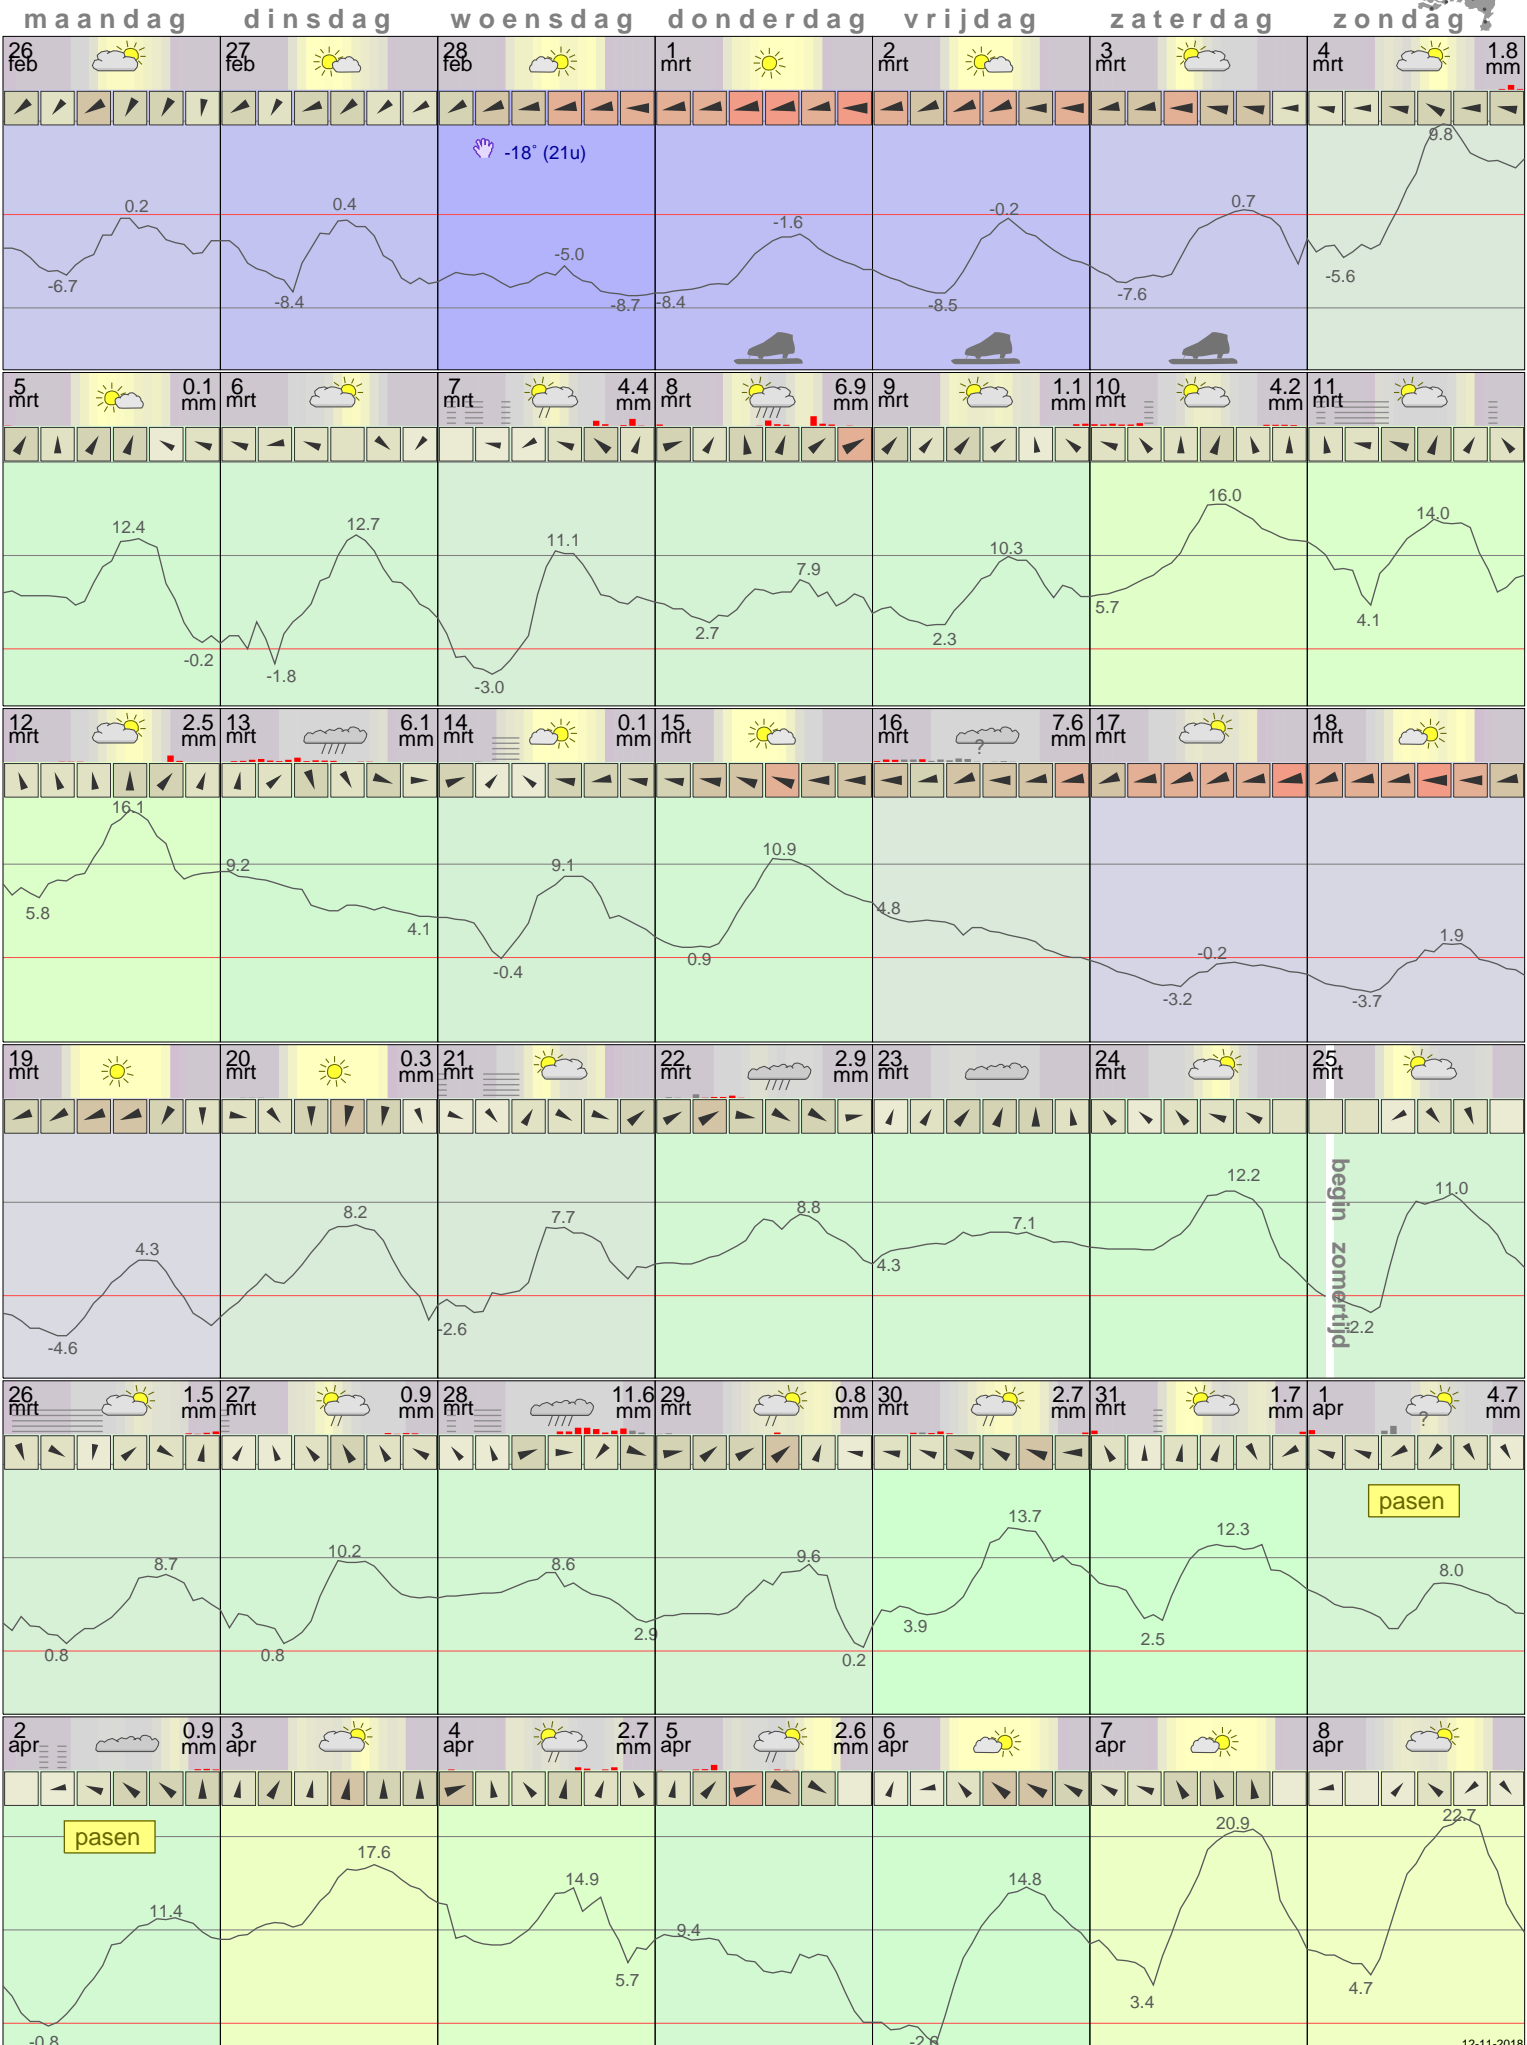 maandag dinsdag woensdag donderdag vrijdag zaterdag zondag
26 27 28 1 2 3 4 1.8
feb feb feb mrt mrt mrt mrt mm
9.8
-18° (21u)
0.2 0.4 -5.0 -1.6 -0.2 0.7
-6.7 -8.4 -8.7 -8.4 -8.5 -7.6 -5.6
5 0.1 6 7 4.4 8 6.9 9 1.1 10 4.2 11
mrt mm mrt mrt mm mrt mm mrt mm mrt mm mrt
12.4 12.7 11.1 7.9 10.3 16.0 14.0
-0.2 -1.8 -3.0 2.7 2.3 5.7 4.1
12 2.5 13 6.1 14 0.1 15 16 7.6 17 18
mrt mm mrt mm mrt mm mrt mrt ? mm mrt mrt
16.1 9.2 9.1 10.9 4.8 -0.2 1.9
5.8 4.1 -0.4 0.9 -3.2 -3.7
19 20 0.3 21 22 2.9 23 24 25
mrt mrt mm mrt mrt mm mrt mrt mrt
begin zomertijd
4.3 8.2 7.7 8.8 7.1 12.2 11.0
-4.6 -2.6 4.3 -2.2
26 1.5 27 0.9 28 11.6 29 0.8 30 2.7 31 1.7 1 4.7
mrt mm mrt mm mrt mm mrt mm mrt mm mrt mm apr ? mm
pasen
8.7 10.2 8.6 9.6 13.7 12.3 8.0
0.8 0.8 2.9 0.2 3.9 2.5
2 0.9 3 4 2.7 5 2.6 6 7 8
apr mm apr apr mm apr mm apr apr apr
pasen
11.4 17.6 14.9 9.4 14.8 20.9 22.7
-0.8 5.7 -2.6 3.4 4.7
12-11-2018